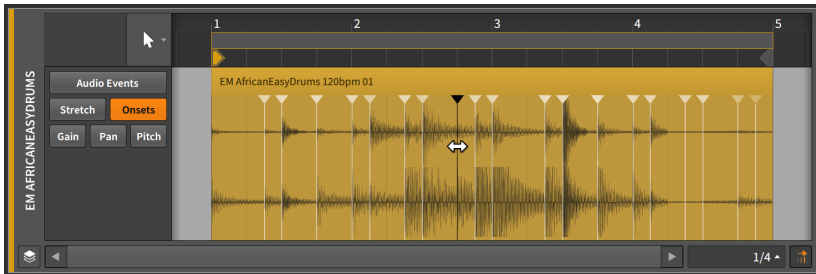 1 2 3 4 5
EM AFRICANEASYDRUMS
Audio Events
Stretch Onsets
Gain Pan Pitch
EM AfricanEasyDrums 120bpm 01
1/4